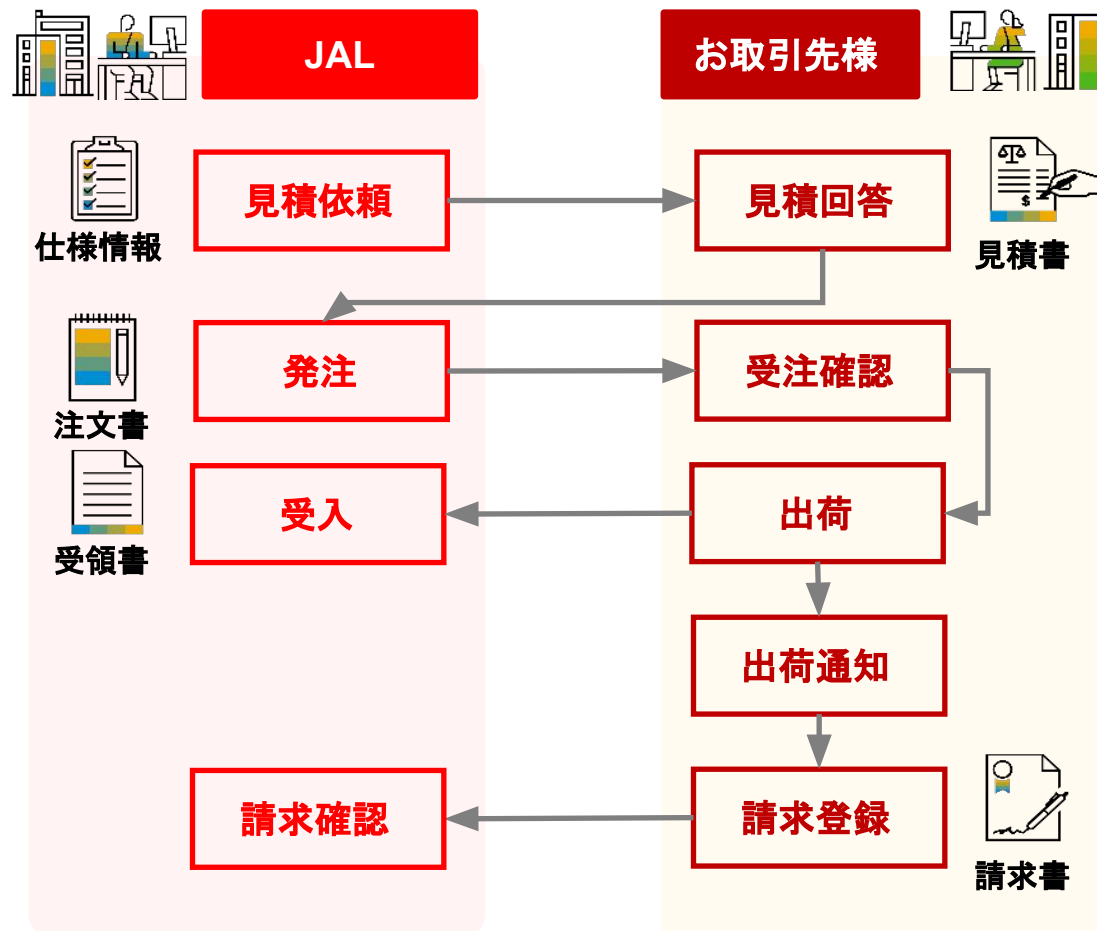 JAL
お取引先様
仕様情報
見積依頼
見積回答
$
見積書
注文書
発注
受注確認
受領書
受入
出荷
出荷通知
請求確認
請求登録
請求書